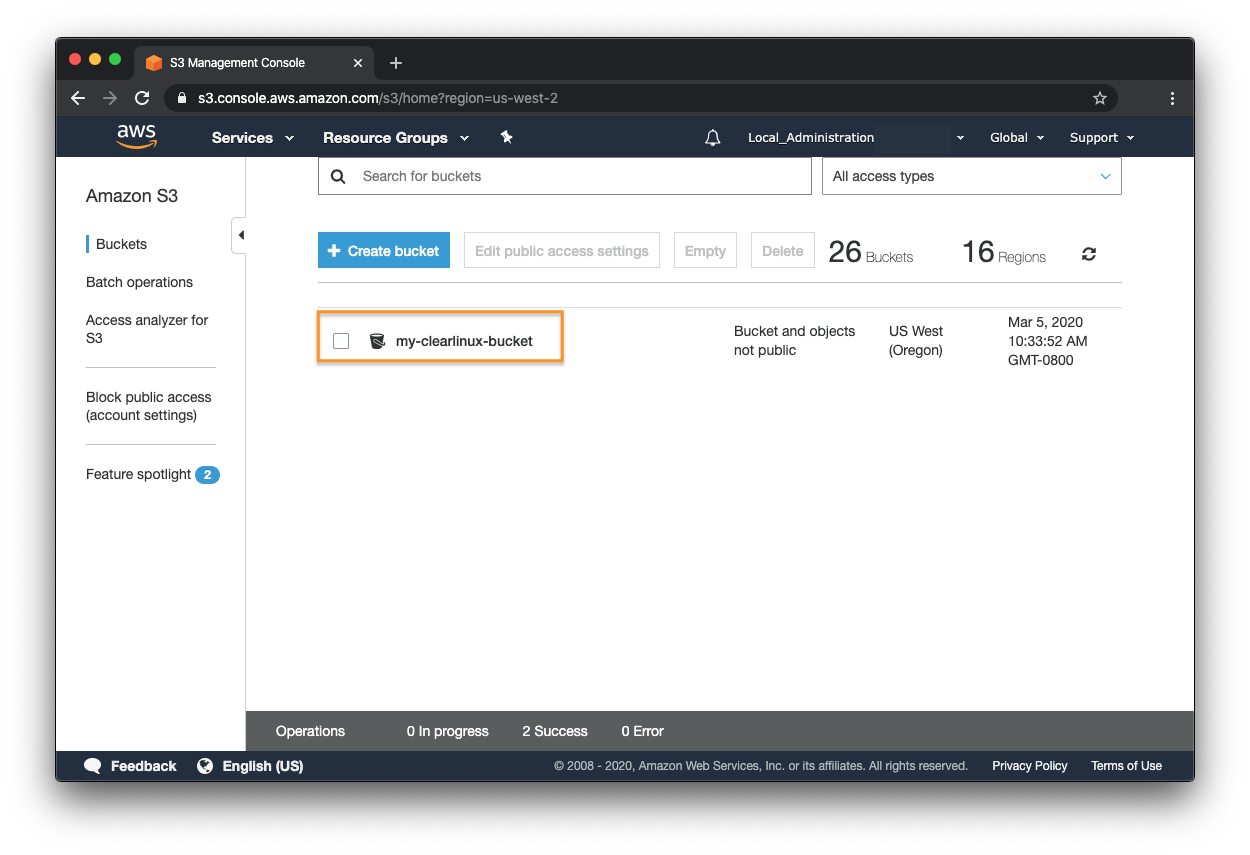 S3 Management Console
s3.console.aws.amazon.com/s3/home?region=us-west-2
aws Services Resource Groups Local_Administration Global Support
Amazon S3
Buckets
Batch operations
Access analyzer for
S3
Block public access
(account settings)
Feature spotlight 2
Search for buckets All access types
Create bucket Edit public access settings Empty Delete 26 Buckets 16 Regions
my-clearlinux-bucket
Bucket and objects
not public
US West
(Oregon)
Mar 5, 2020
10:33:52 AM
GMT-0800
Operations 0 In progress 2 Success 0 Error
Feedback English (US) © 2008 - 2020, Amazon Web Services, Inc. or its affiliates. All rights reserved. Privacy Policy Terms of Use